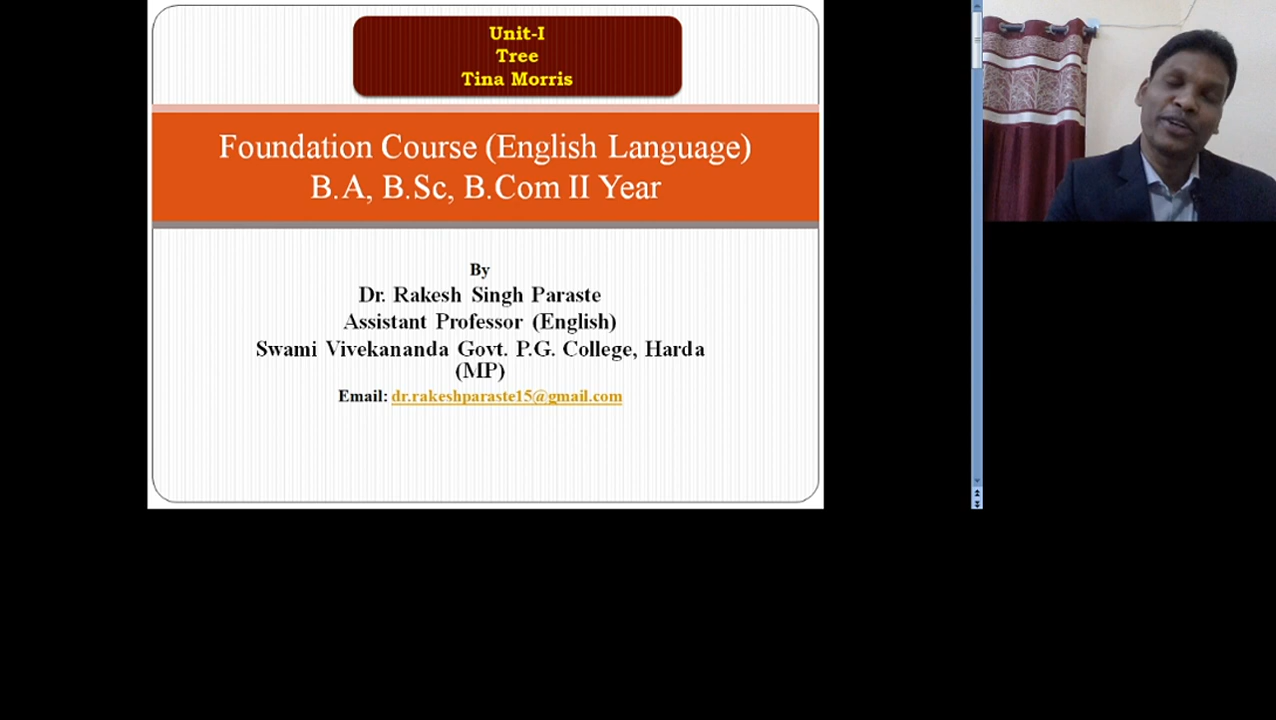 Unit-I
Tree
Tina Morris
Foundation Course (English Language)
B.A, B.Sc, B.Com II Year
By
Dr. Rakesh Singh Paraste
Assistant Professor (English)
Swami Vivekananda Govt. P.G. College, Harda
(MP)
Email: dr.rakeshparaste15@gmail.com